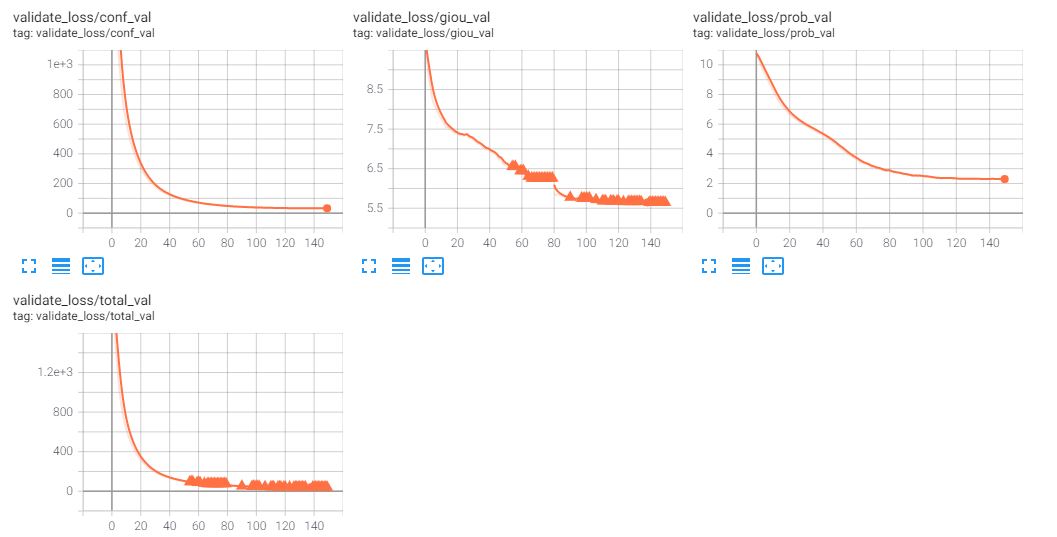 validate_loss/conf_val
tag: validate_loss/conf_val
1e+3
800
600
400
200
0
0 20 40 60 80 100 120 140
validate_loss/giou_val
tag: validate_loss/giou_val
8.5
7.5
6.5
5.5
0 20 40 60 80 100 120 140
validate_loss/prob_val
tag: validate_loss/prob_val
10
8
6
4
2
0
0 20 40 60 80 100 120 140
validate_loss/total_val
tag: validate_loss/total_val
1.2e+3
800
400
0
0 20 40 60 80 100 120 140